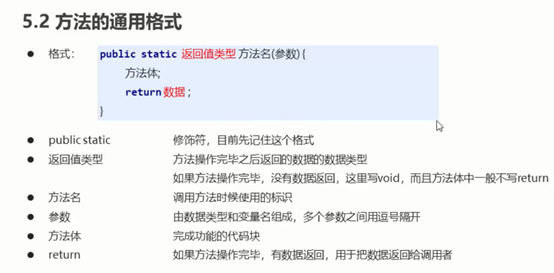 5.2 方法的通用格式
● 格式： public static 返回值类型 方法名(参数) {
方法体;
return 数据 ;
}
● public static 修饰符，目前先记住这个格式
● 返回值类型 方法操作完毕之后返回的数据的数据类型
如果方法操作完毕，没有数据返回，这里写void，而且方法体中一般不写return
● 方法名 调用方法时候使用的标识
● 参数 由数据类型和变量名组成，多个参数之间用逗号隔开
● 方法体 完成功能的代码块
● return 如果方法操作完毕，有数据返回，用于把数据返回给调用者